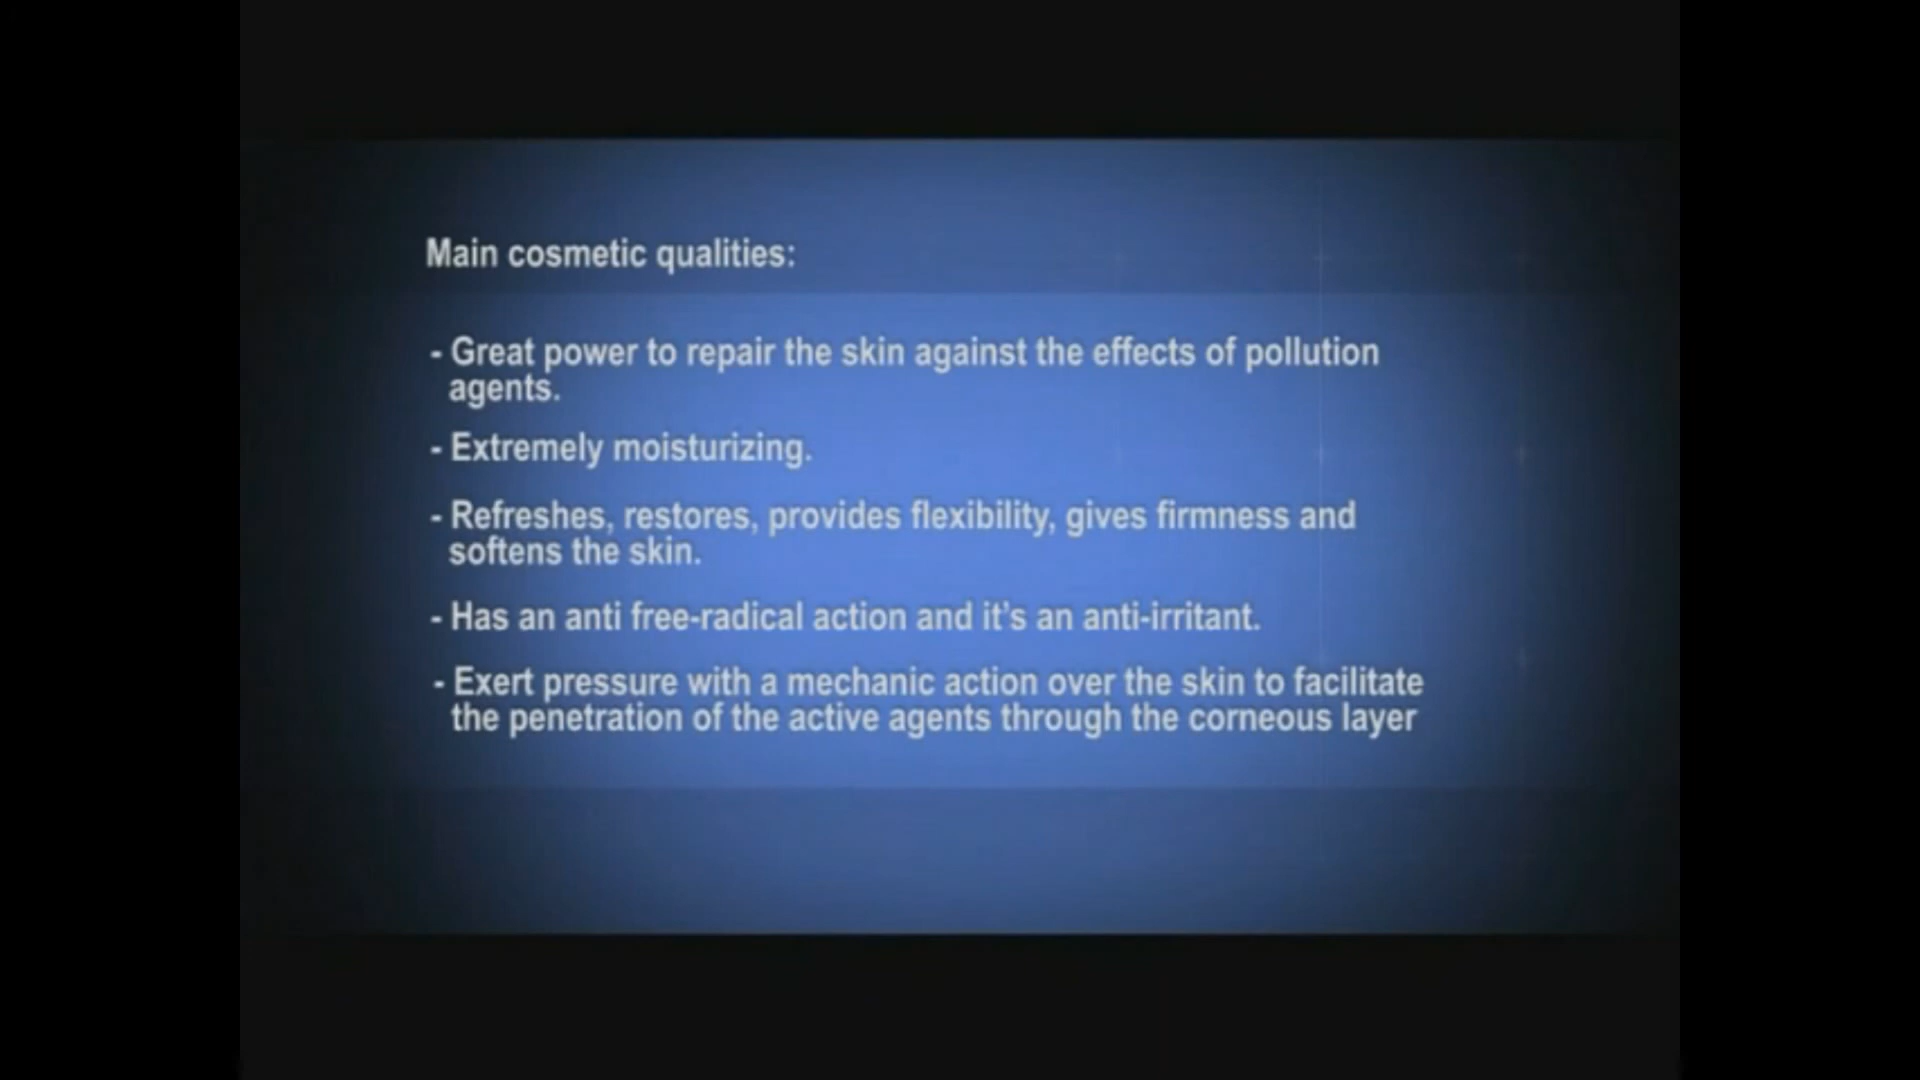 Main cosmetic qualities:
- Great power to repair the skin against the effects of pollution
agents.
- Extremely moisturizing.
- Refreshes, restores, provides flexibility, gives firmness and
softens the skin.
- Has an anti free-radical action and it’s an anti-irritant.
- Exert pressure with a mechanic action over the skin to facilitate
the penetration of the active agents through the corneous layer